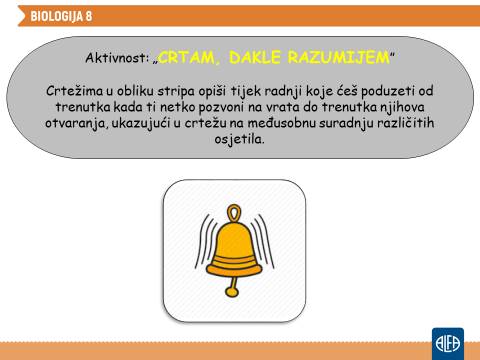 BIOLOGIJA 8
Aktivnost: „CRTAM, DAKLE RAZUMIJEM”
Crtežima u obliku stripa opiši tijek radnji koje ćeš poduzeti od
trenutka kada ti netko pozvoni na vrata do trenutka njihova
otvaranja, ukazujući u crtežu na međusobnu suradnju različitih
osjetila.
ALFA